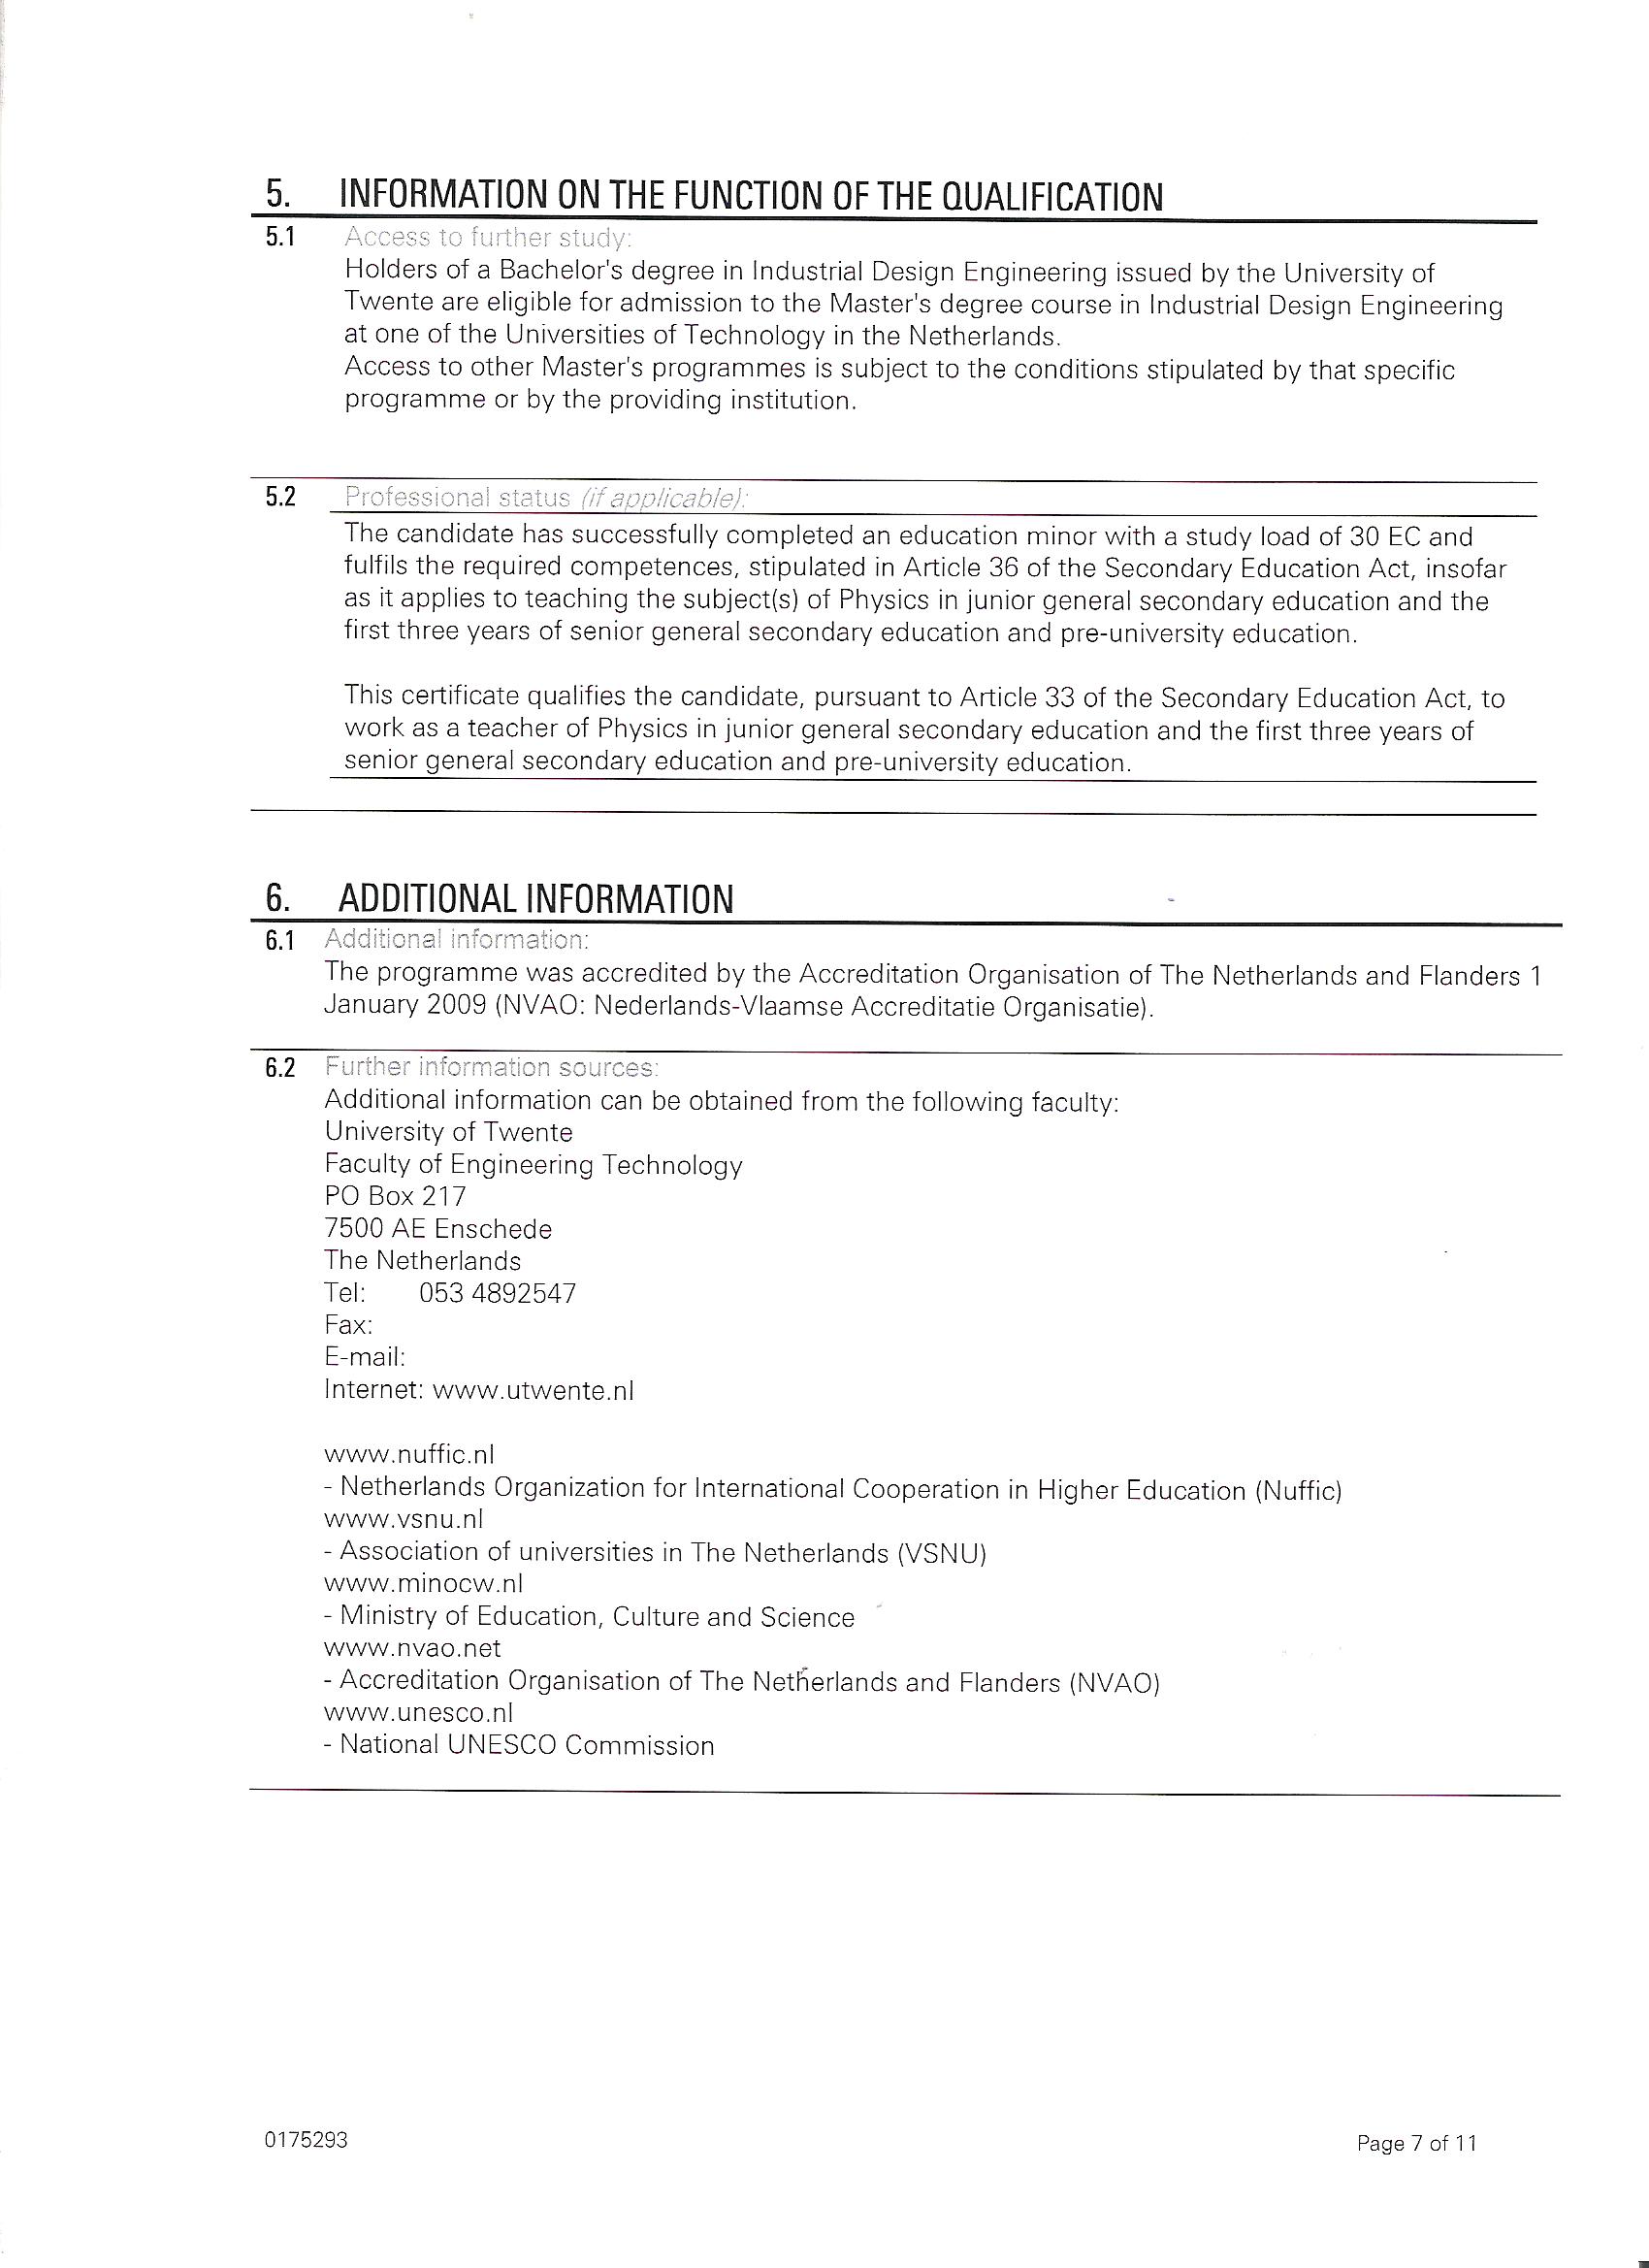 5. INFORMATION ON THE FUNCTION OF THE QUALIFICATION
5.1 Access to further study:
Holders of a Bachelor's degree in Industrial Design Engineering issued by the University of
Twente are eligible for admission to the Master's degree course in Industrial Design Engineering
at one of the Universities of Technology in the Netherlands.
Access to other Master's programmes is subject to the conditions stipulated by that specific
programme or by the providing institution.
5.2 Professional status (if applicable):
The candidate has successfully completed an education minor with a study load of 30 EC and
fulfils the required competences, stipulated in Article 36 of the Secondary Education Act, insofar
as it applies to teaching the subject(s) of Physics in junior general secondary education and the
first three years of senior general secondary education and pre-university education.
This certificate qualifies the candidate, pursuant to Article 33 of the Secondary Education Act, to
work as a teacher of Physics in junior general secondary education and the first three years of
senior general secondary education and pre-university education.
6. ADDITIONAL INFORMATION
6.1 Additional information:
The programme was accredited by the Accreditation Organisation of The Netherlands and Flanders 1
January 2009 (NVAO: Nederlands-Vlaamse Accreditatie Organisatie).
6.2 Further information sources:
Additional information can be obtained from the following faculty:
University of Twente
Faculty of Engineering Technology
PO Box 217
7500 AE Enschede
The Netherlands
Tel: 053 4892547
Fax:
E-mail:
Internet: www.utwente.nl
www.nuffic.nl
- Netherlands Organization for International Cooperation in Higher Education (Nuffic)
www.vsnu.nl
- Association of universities in The Netherlands (VSNU)
www.minocw.nl
- Ministry of Education, Culture and Science
www.nvao.net
- Accreditation Organisation of The Netherlands and Flanders (NVAO)
www.unesco.nl
- National UNESCO Commission
0175293 Page 7 of 11